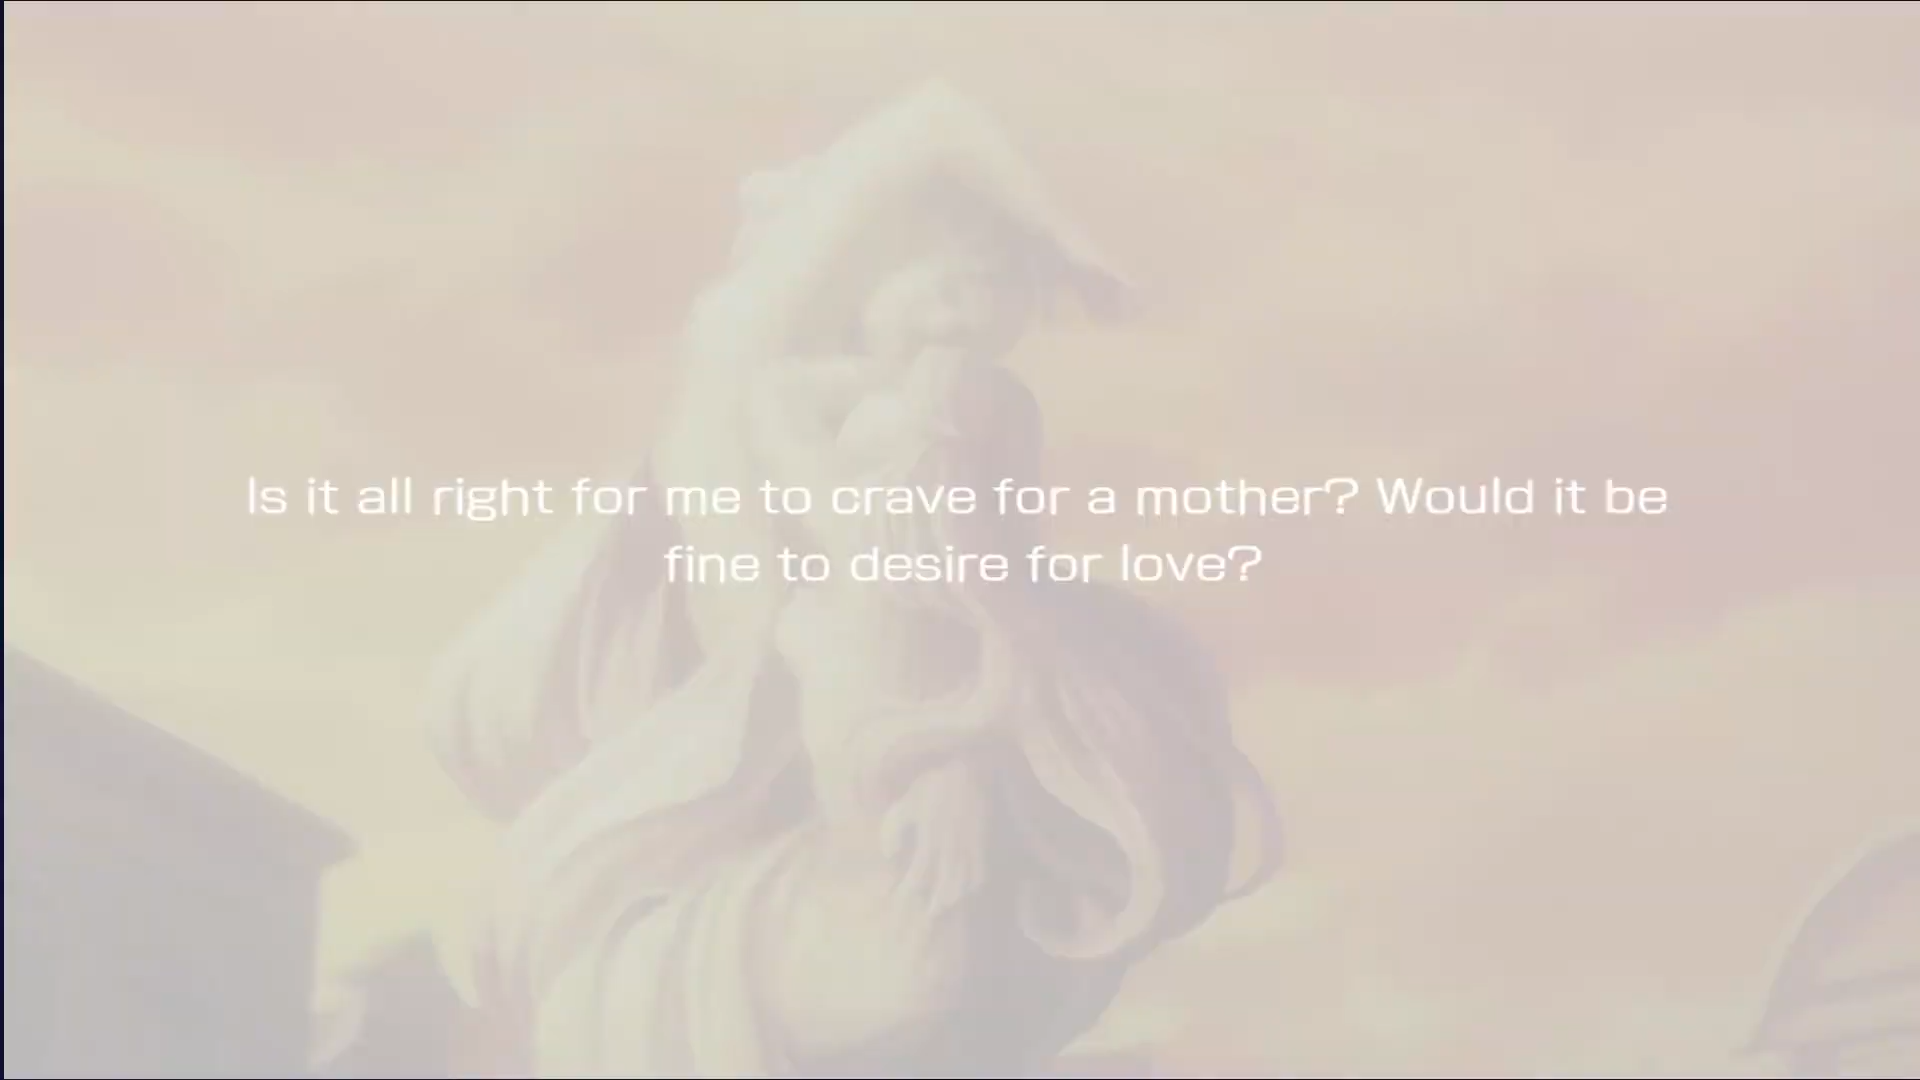 Is it all right for me to crave for a mother? Would it be
fine to desire for love?